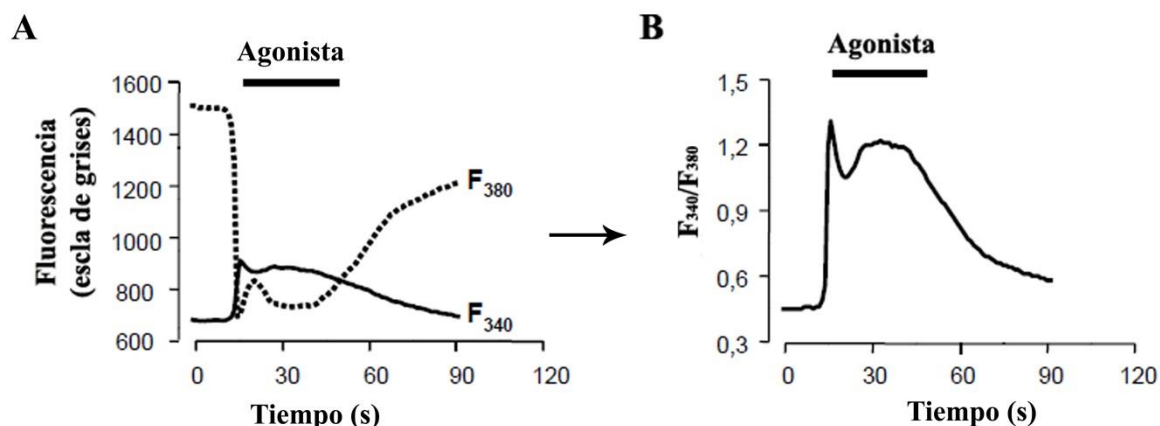 A
Agonista
1600
1400
1200
1000
800
600
Fluorescencia
(escla de grises)
F380
F340
0 30 60 90 120
Tiempo (s)
B
Agonista
1,5
1,2
0,9
0,6
0,3
F340/F380
0 30 60 90 120
Tiempo (s)